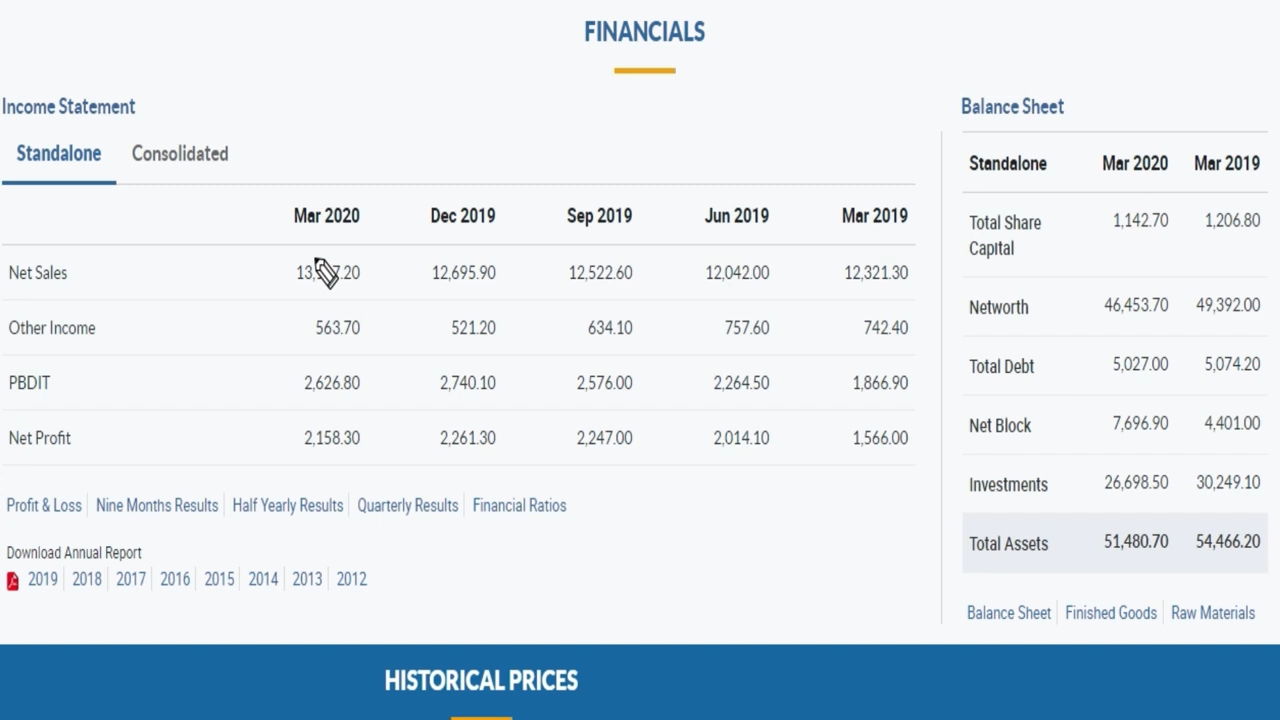 FINANCIALS
Income Statement
Standalone Consolidated
Mar 2020 Dec 2019 Sep 2019 Jun 2019 Mar 2019
Net Sales 12,695.90 12,522.60 12,042.00 12,321.30
Other Income 563.70 521.20 634.10 757.60 742.40
PBDIT 2,626.80 2,740.10 2,576.00 2,264.50 1,866.90
Net Profit 2,158.30 2,261.30 2,247.00 2,014.10 1,566.00
Profit & Loss Nine Months Results Half Yearly Results Quarterly Results Financial Ratios
Download Annual Report
2019 2018 2017 2016 2015 2014 2013 2012
Balance Sheet
Standalone Mar 2020 Mar 2019
Total Share 1,142.70 1,206.80
Capital
Networth 46,453.70 49,392.00
Total Debt 5,027.00 5,074.20
Net Block 7,696.90 4,401.00
Investments 26,698.50 30,249.10
Total Assets 51,480.70 54,466.20
Balance Sheet Finished Goods Raw Materials
HISTORICAL PRICES